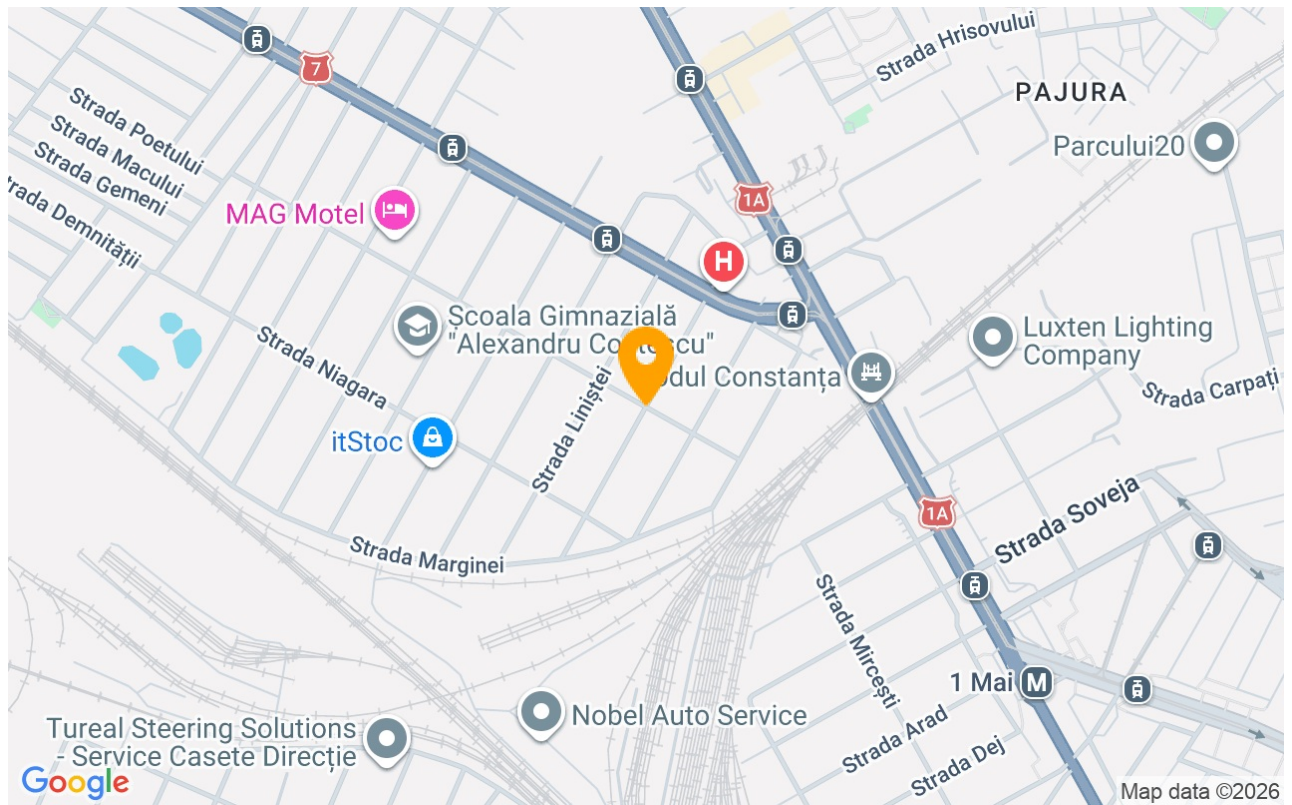 Strada Hrisovului
7
PAJURA
Strada Poetului
Parcului20
Strada Macului
Strada Gemeni
1A
MAG Motel
trada Demnității
H
Școala Gimnazială
"Alexandru Co
scu"
Luxten Lighting
Company
Strada Niagara
odul Constanța
Strada Carpați
Strada Liniștei
itStoc
1A
Strada Soveja
Strada Marginei
Strada Mircești
1 Mai
M
Nobel Auto Service
Tureal Steering Solutions
- Service Casete Direcție
Strada Arad
Strada Dej
Google
Map data ©2026